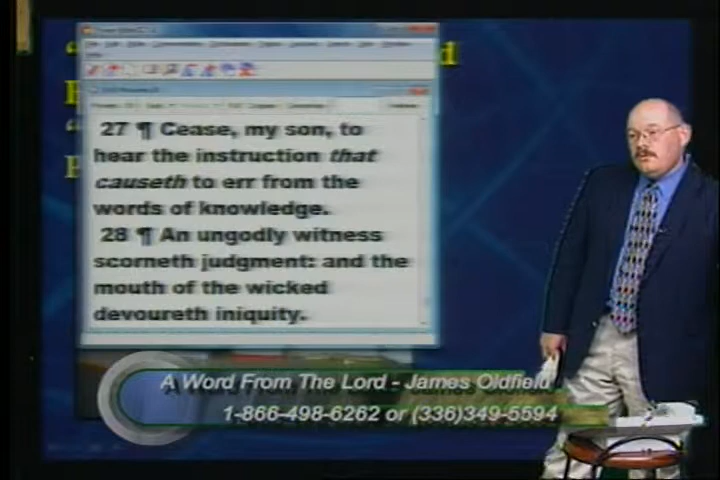 27 ¶ Cease, my son, to
hear the instruction that
causeth to err from the
words of knowledge.
28 ¶ An ungodly witness
scorneth judgment: and the
mouth of the wicked
devoureth iniquity.
A Word From The Lord - James Oldfield
1-866-498-6262 or (336)349-5594